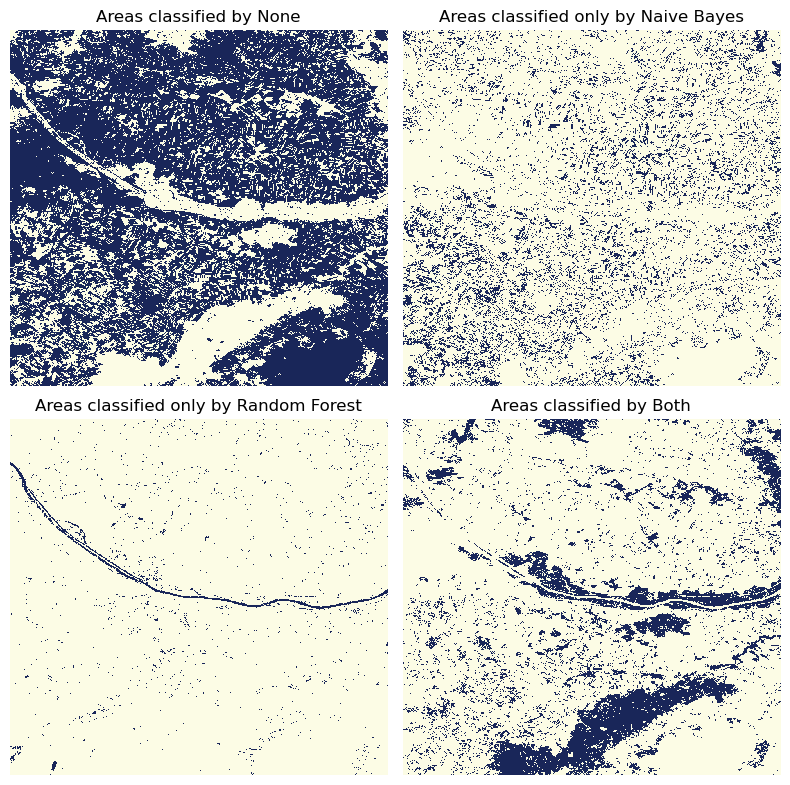 Areas classified by None
Areas classified only by Naive Bayes
Areas classified only by Random Forest
Areas classified by Both